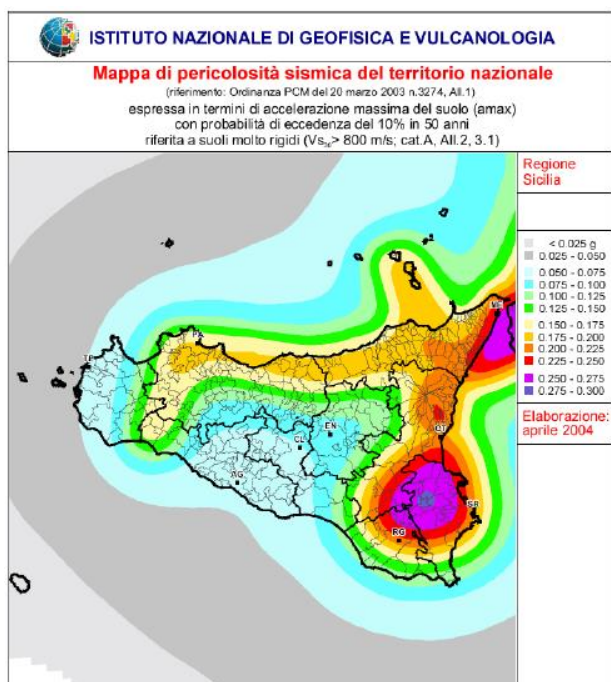 ISTITUTO NAZIONALE DI GEOFISICA E VULCANOLOGIA
Mappa di pericolosità sismica del territorio nazionale
(riferimento: Ordinanza PCM del 20 marzo 2003 n.3274, All.1)
espressa in termini di accelerazione massima del suolo (amax)
con probabilità di eccedenza del 10% in 50 anni
riferita a suoli molto rigidi (Vs₃₀> 800 m/s; cat.A, All.2, 3.1)
Regione
Sicilia
< 0.025 g
0.025 - 0.050
0.050 - 0.075
0.075 - 0.100
0.100 - 0.125
0.125 - 0.150
0.150 - 0.175
0.175 - 0.200
0.200 - 0.225
0.225 - 0.250
0.250 - 0.275
0.275 - 0.300
Elaborazione:
aprile 2004
ME
PA
TP
EN
CT
CL
AG
SR
RG